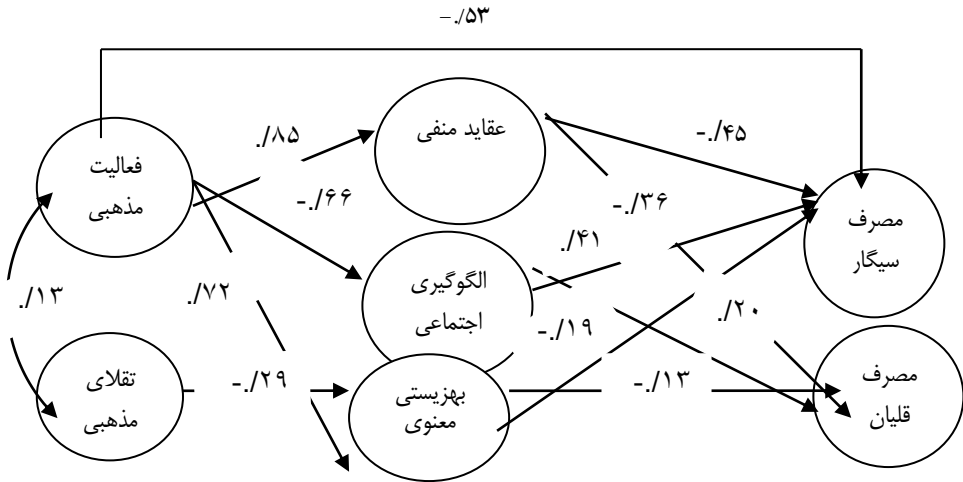 -./۵۳
عقاید منفی
-./۴۵
./۸۵
فعالیت
مذهبی
-./۶۶
-./۳۶
مصرف
سیگار
./۴۱
الگوگیری
اجتماعی
./۱۳
./۷۲
-./۱۹
./۲۰
تقلای
مذهبی
-./۲۹
بهزیستی
معنوی
-./۱۳
مصرف
قلیان